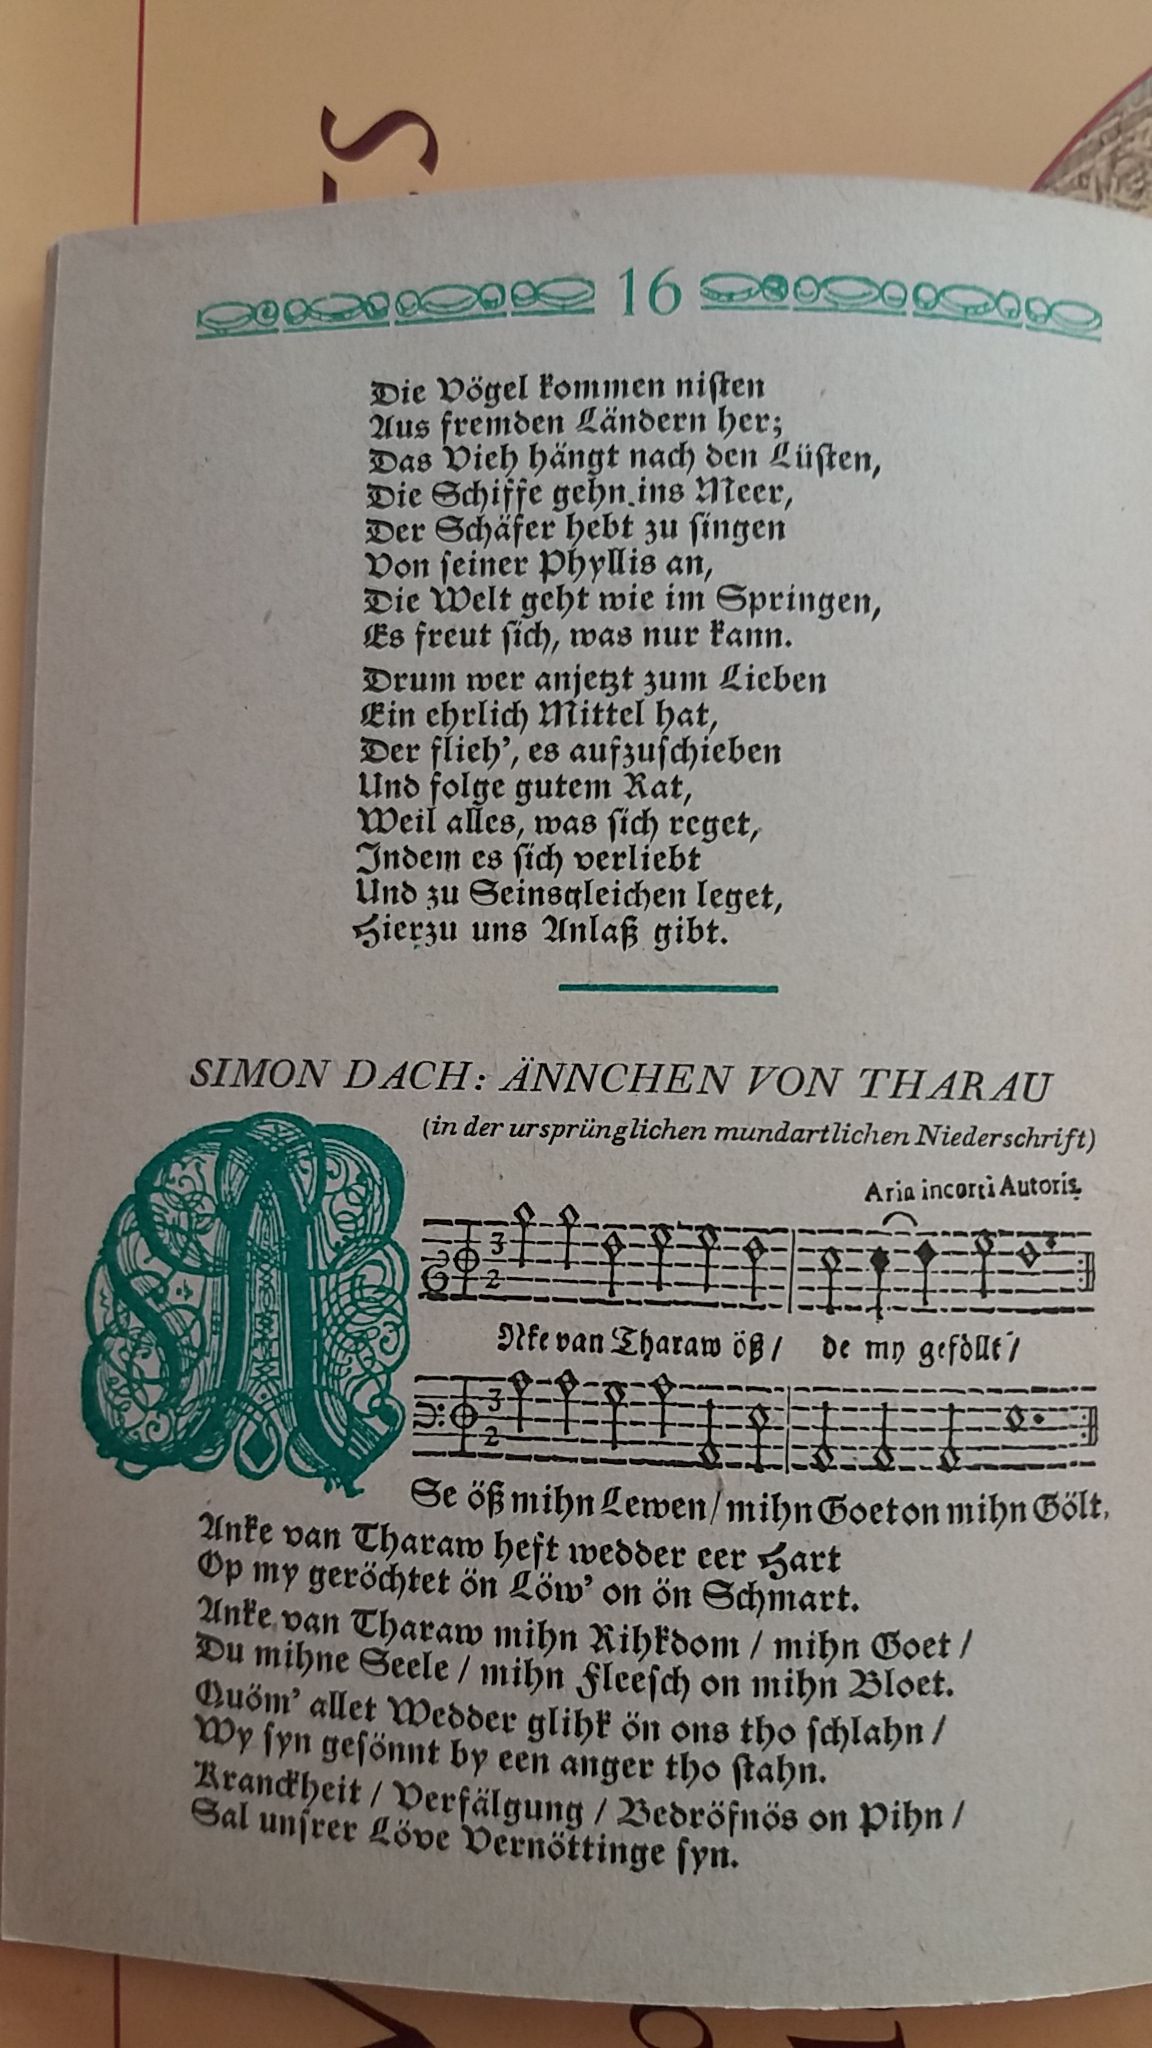 S
16
Die Vögel kommen nisten
Aus fremden Ländern her;
Das Vieh hängt nach den Lüsten,
Die Schiffe gehn ins Meer,
Der Schäfer hebt zu singen
Von seiner Phyllis an,
Die Welt geht wie im Springen,
Es freut sich, was nur kann.
Drum wer anjetzt zum Lieben
Ein ehrlich Mittel hat,
Der flieh’, es aufzuschieben
Und folge gutem Rat,
Weil alles, was sich reget,
Indem es sich verliebt
Und zu Seinsgleichen leget,
Hierzu uns Anlaß gibt.
SIMON DACH: ÄNNCHEN VON THARAU
(in der ursprünglichen mundartlichen Niederschrift)
Aria incerti Autoris.
A
3
2
Nke van Tharaw öß / de my geföllt /
3
2
Se öß mihn Lewen / mihn Goet on mihn Gölt.
Anke van Tharaw heft wedder eer Hart
Op my geröchtet ön Löw’ on ön Schmart.
Anke van Tharaw mihn Rihkdom / mihn Goet /
Du mihne Seele / mihn Fleesch on mihn Bloet.
Quöm’ allet Wedder glihk ön ons tho schlahn /
Wy syn gesönnt by een anger tho stahn.
Kranckheit / Verfälgung / Bedröfnös on Pihn /
Sal unsrer Löve Vernöttinge syn.